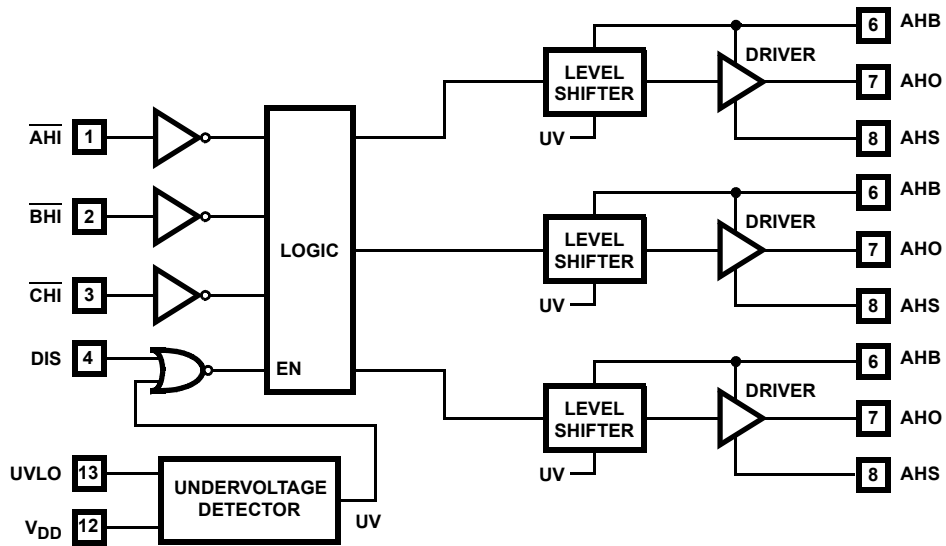 6 AHB
DRIVER
LEVEL
SHIFTER
7 AHO
UV
8 AHS
AHI 1
BHI 2
CHI 3
DIS 4
LOGIC
EN
6 AHB
DRIVER
LEVEL
SHIFTER
7 AHO
UV
8 AHS
6 AHB
DRIVER
LEVEL
SHIFTER
7 AHO
UV
8 AHS
UVLO 13
VDD 12
UNDERVOLTAGE
DETECTOR
UV